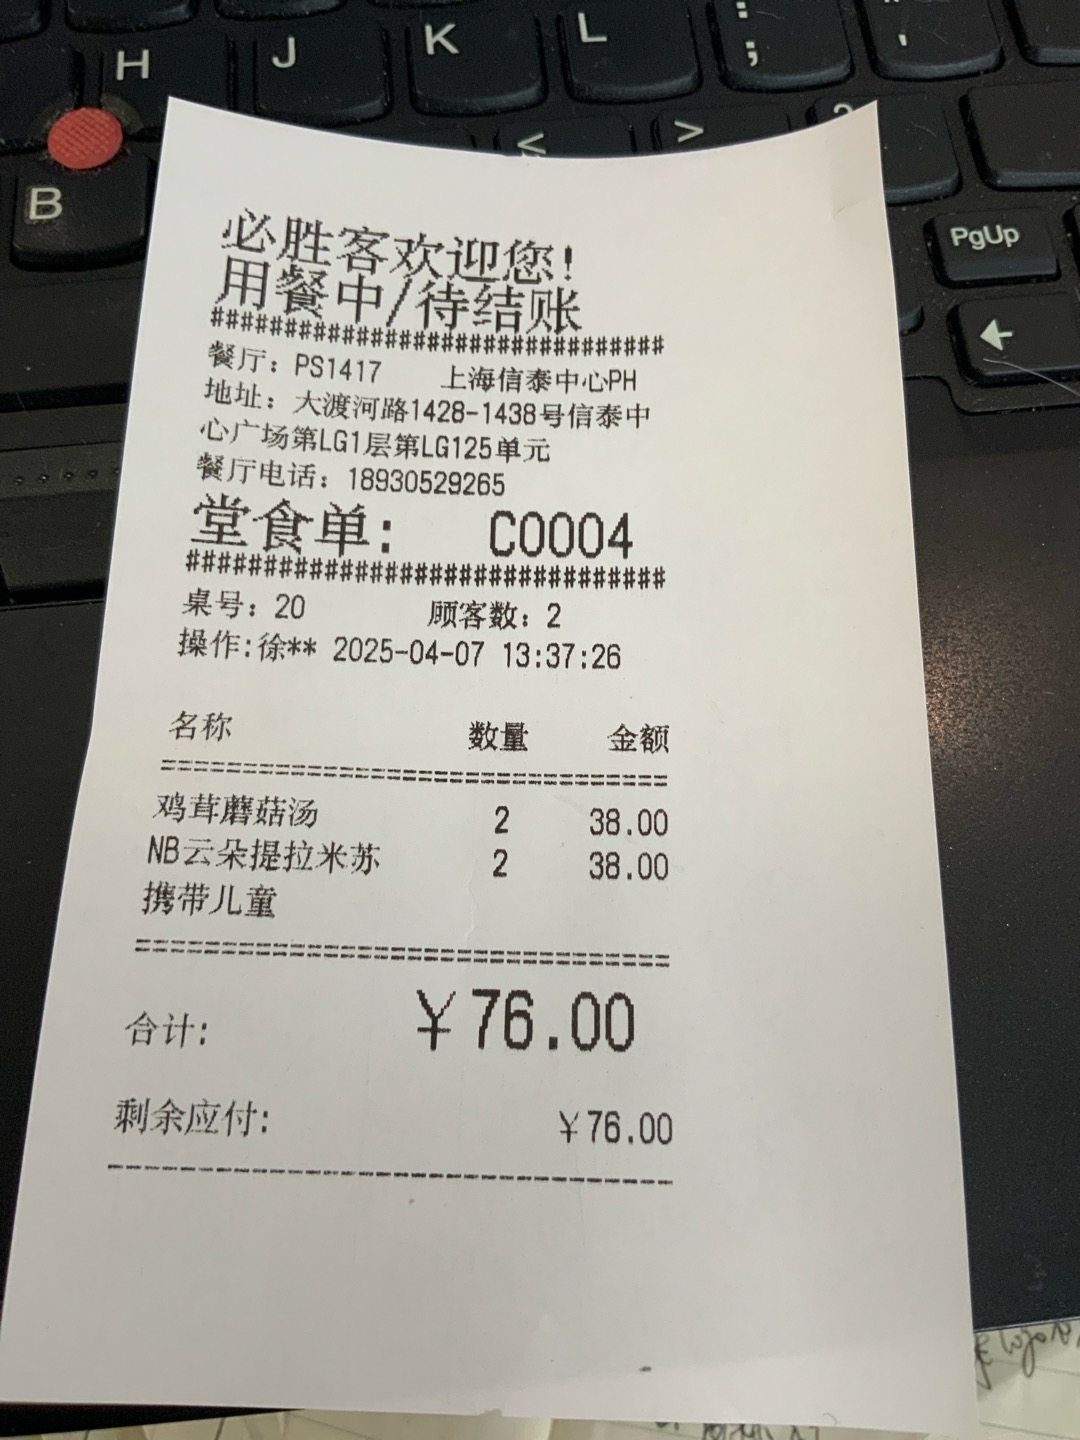 H J K L : ; " '
B < > ?
PgUp
←
必胜客欢迎您!
用餐中/待结账
###############################
餐厅: PS1417 上海信泰中心PH
地址: 大渡河路1428-1438号信泰中
心广场第LG1层第LG125单元
餐厅电话: 18930529265
堂食单: C0004
################################
桌号: 20 顾客数: 2
操作:徐** 2025-04-07 13:37:26
名称 数量 金额
鸡茸蘑菇汤 2 38.00
NB云朵提拉米苏 2 38.00
携带儿童
合计: ¥76.00
剩余应付: ¥76.00